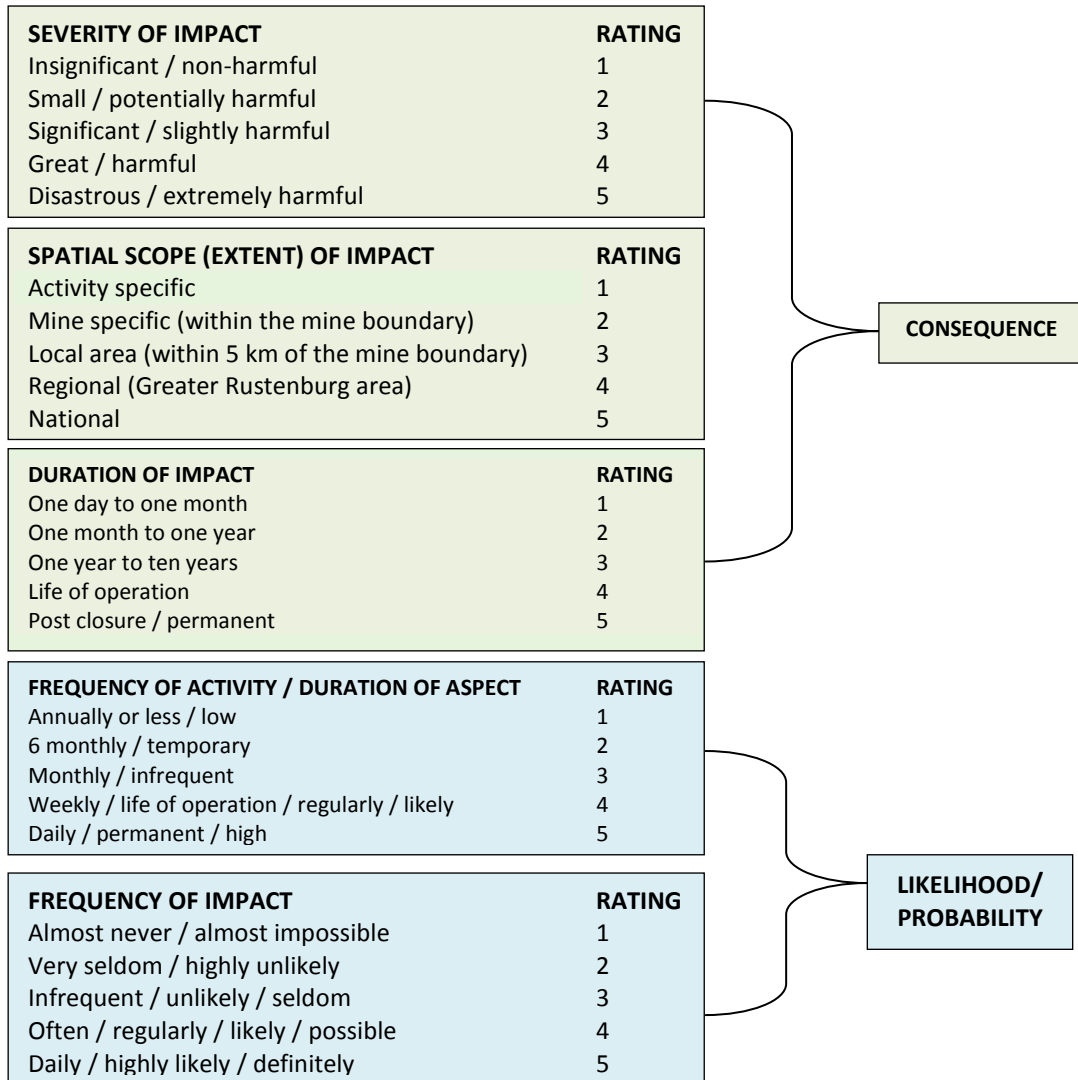 SEVERITY OF IMPACT RATING
Insignificant / non-harmful 1
Small / potentially harmful 2
Significant / slightly harmful 3
Great / harmful 4
Disastrous / extremely harmful 5
SPATIAL SCOPE (EXTENT) OF IMPACT RATING
Activity specific 1
Mine specific (within the mine boundary) 2
Local area (within 5 km of the mine boundary) 3
Regional (Greater Rustenburg area) 4
National 5
CONSEQUENCE
DURATION OF IMPACT RATING
One day to one month 1
One month to one year 2
One year to ten years 3
Life of operation 4
Post closure / permanent 5
FREQUENCY OF ACTIVITY / DURATION OF ASPECT RATING
Annually or less / low 1
6 monthly / temporary 2
Monthly / infrequent 3
Weekly / life of operation / regularly / likely 4
Daily / permanent / high 5
FREQUENCY OF IMPACT RATING
Almost never / almost impossible 1
Very seldom / highly unlikely 2
Infrequent / unlikely / seldom 3
Often / regularly / likely / possible 4
Daily / highly likely / definitely 5
LIKELIHOOD/
PROBABILITY